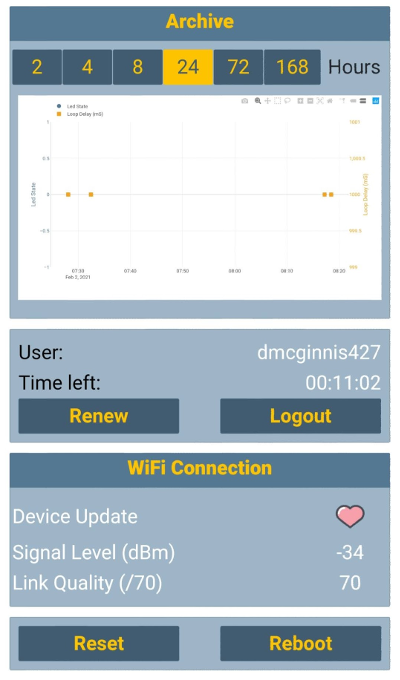 Archive
2 4 8 24 72 168 Hours
Led State
Loop Delay (mS)
1 1001
0.5 1,000.5
0 1000
−0.5 999.5
−1 999
Led State
Loop Delay (mS)
07:30 07:40 07:50 08:00 08:10 08:20
Feb 2, 2021
User: dmcginnis427
Time left: 00:11:02
Renew Logout
WiFi Connection
Device Update
Signal Level (dBm) -34
Link Quality (/70) 70
Reset Reboot